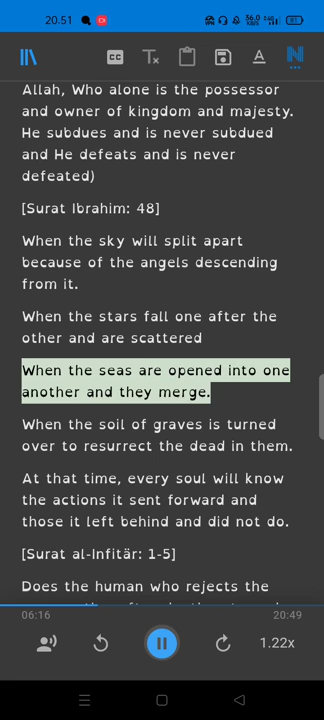 20.51
CC
Allah, Who alone is the possessor
and owner of kingdom and majesty.
He subdues and is never subdued
and He defeats and is never
defeated)
[Surat Ibrahim: 48]
When the sky will split apart
because of the angels descending
from it.
When the stars fall one after the
other and are scattered
When the seas are opened into one
another and they merge.
When the soil of graves is turned
over to resurrect the dead in them.
At that time, every soul will know
the actions it sent forward and
those it left behind and did not do.
[Surat al-Infitär: 1-5]
Does the human who rejects the
06:16
20:49
1.22x